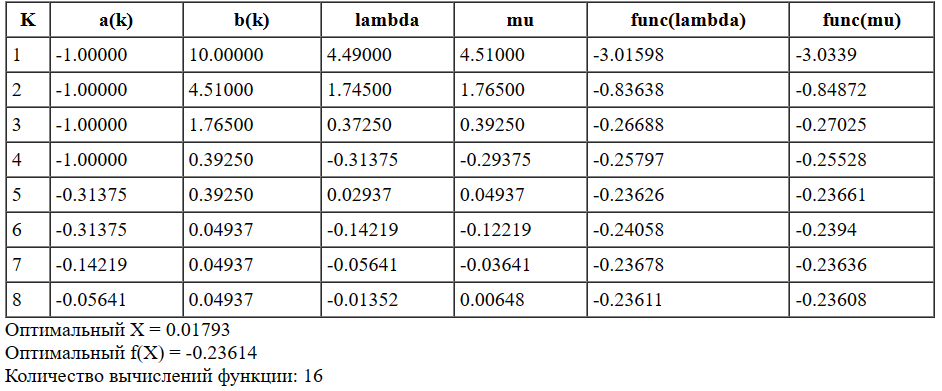 K a(k) b(k) lambda mu func(lambda) func(mu)
1 -1.00000 10.00000 4.49000 4.51000 -3.01598 -3.0339
2 -1.00000 4.51000 1.74500 1.76500 -0.83638 -0.84872
3 -1.00000 1.76500 0.37250 0.39250 -0.26688 -0.27025
4 -1.00000 0.39250 -0.31375 -0.29375 -0.25797 -0.25528
5 -0.31375 0.39250 0.02937 0.04937 -0.23626 -0.23661
6 -0.31375 0.04937 -0.14219 -0.12219 -0.24058 -0.2394
7 -0.14219 0.04937 -0.05641 -0.03641 -0.23678 -0.23636
8 -0.05641 0.04937 -0.01352 0.00648 -0.23611 -0.23608
Оптимальный X = 0.01793
Оптимальный f(X) = -0.23614
Количество вычислений функции: 16